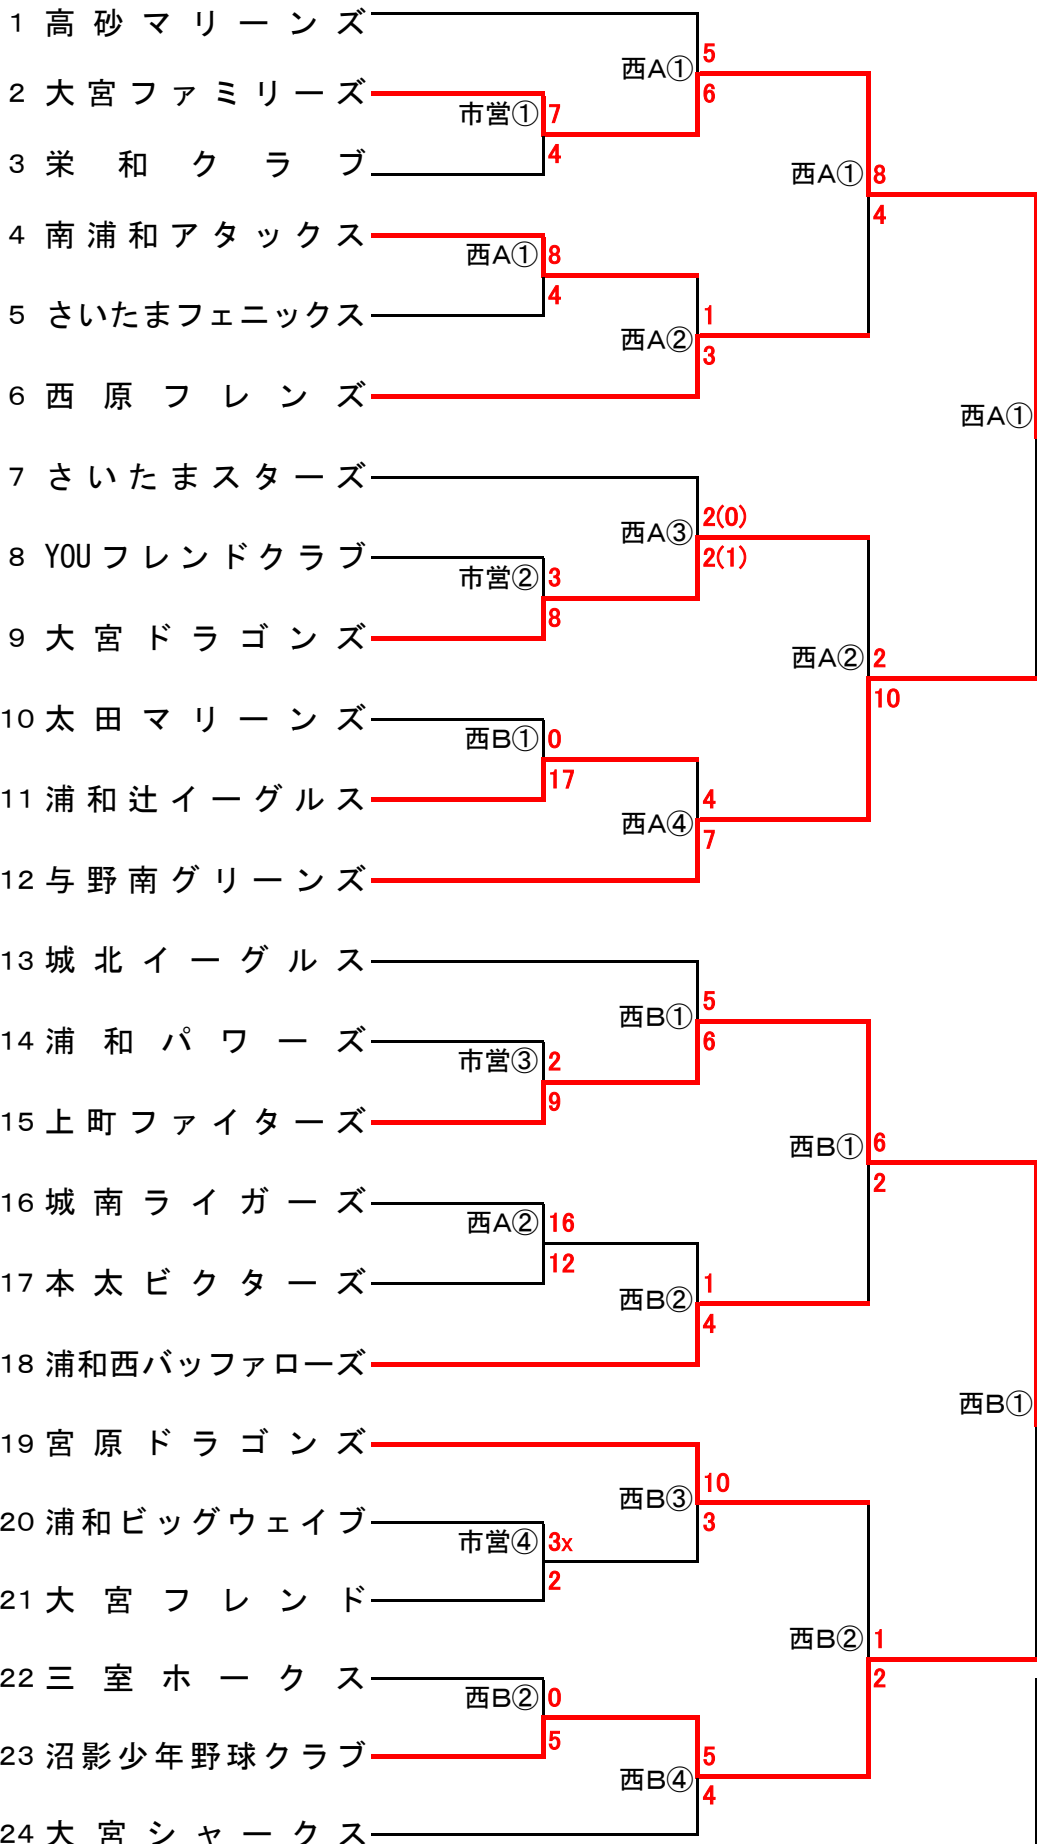 1 高砂マリーンズ
5
西A①
6
2 大宮ファミリーズ
市営① 7
4
3 栄和クラブ
西A① 8
4
4 南浦和アタックス
西A① 8
4
5 さいたまフェニックス
1
西A②
3
6 西原フレンズ
西A①
7 さいたまスターズ
2(0)
西A③
2(1)
8 YOUフレンドクラブ
市営② 3
8
9 大宮ドラゴンズ
西A② 2
10
10 太田マリーンズ
西B① 0
17
11 浦和辻イーグルス
4
西A④
7
12 与野南グリーンズ
13 城北イーグルス
5
西B①
6
14 浦和パワーズ
市営③ 2
9
15 上町ファイターズ
西B① 6
2
16 城南ライガーズ
西A② 16
12
17 本太ビクターズ
1
西B②
4
18 浦和西バッファローズ
西B①
19 宮原ドラゴンズ
10
西B③
3
20 浦和ビッグウェイブ
市営④ 3x
2
21 大宮フレンド
西B② 1
2
22 三室ホークス
西B② 0
5
23 沼影少年野球クラブ
5
西B④
4
24 大宮シャークス